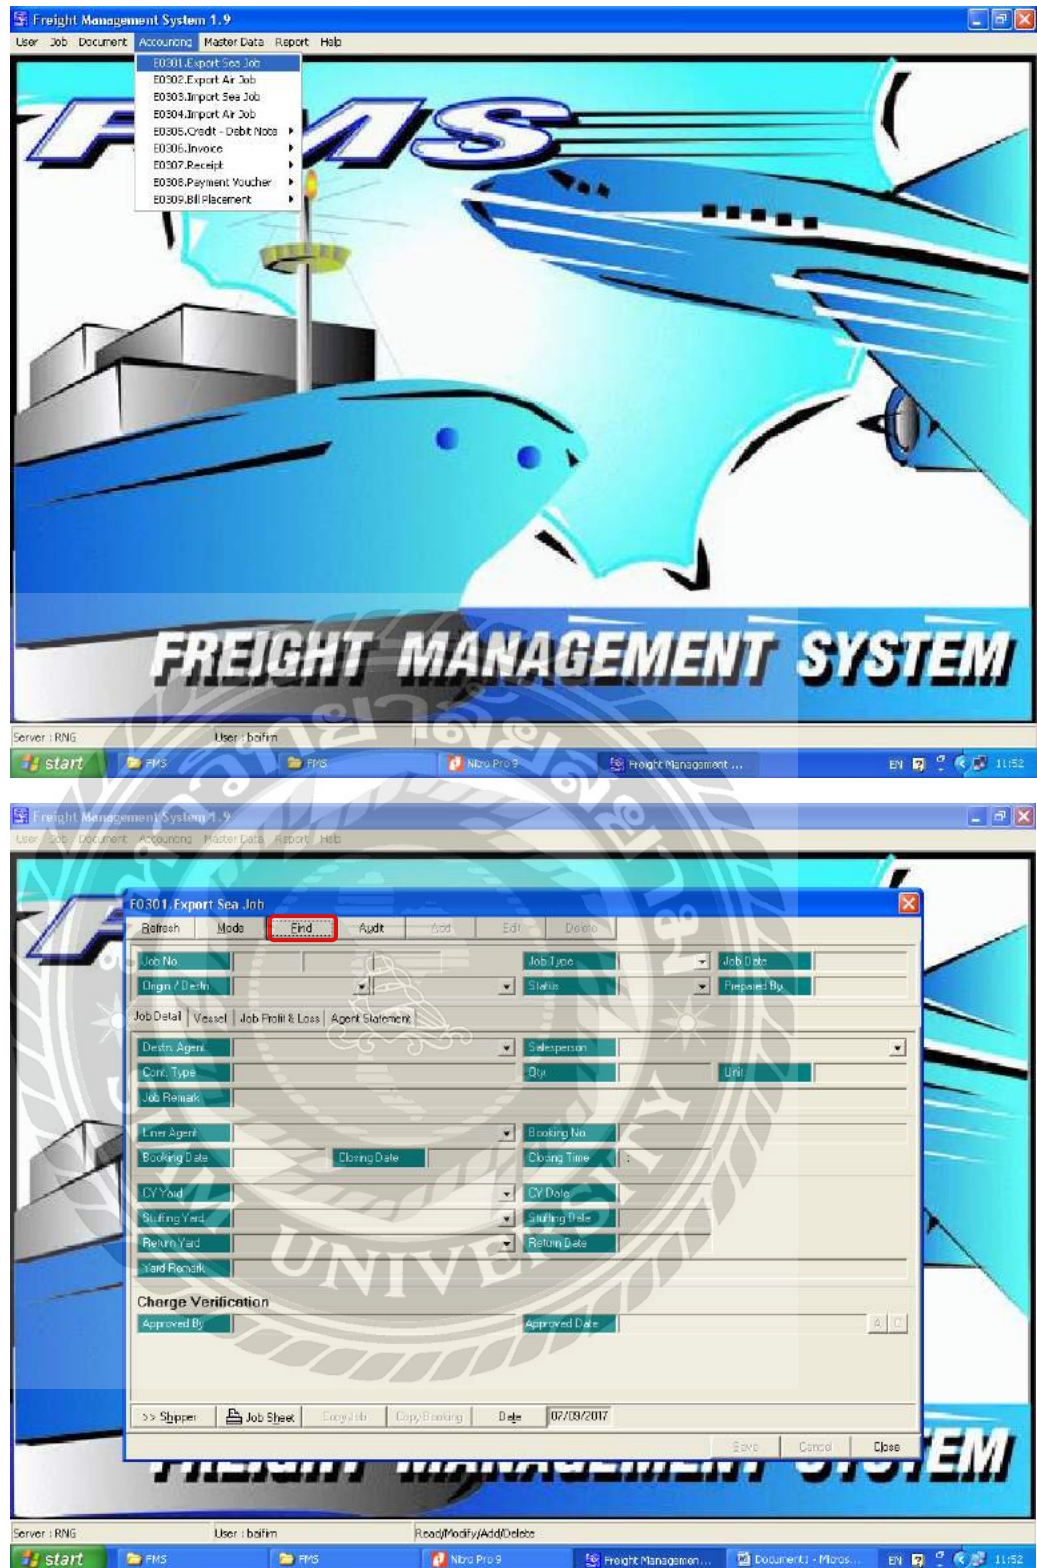 Freight Management System 1.9
User Job Document Accounting Master Data Report Help
E0301.Export Sea Job
E0302.Export Air Job
E0303.Import Sea Job
E0304.Import Air Job
E0305.Credit - Debit Note
E0306.Invoice
E0307.Receipt
E0308.Payment Voucher
E0309.Bill Placement
FMS
FREIGHT MANAGEMENT SYSTEM
Server : RNG User : baifirn
start FMS FMS Nitro Pro 9 Freight Management ... EN 11:52
Freight Management System 1.9
User Job Document Accounting Master Data Report Help
E0301.Export Sea Job
Refresh Mode Find Audit Add Edit Delete
Job No. Job Type Job Date
Origin / Destn. Status Prepared By
Job Detail Vessel Job Profit & Loss Agent Statement
Destn. Agent Salesperson
Cont. Type Qty. Unit
Job Remark
Liner Agent Booking No.
Booking Date Closing Date Closing Time :
CY Yard CY Date
Stuffing Yard Stuffing Date
Return Yard Return Date
Yard Remark
Charge Verification
Approved By Approved Date A C
>> Shipper Job Sheet Copy Job Copy Booking Date 07/09/2017
Save Cancel Close
Server : RNG User : baifirn Read/Modify/Add/Delete
start FMS FMS Nitro Pro 9 Freight Managemen... Document1 - Micros... EN 11:52
UNIVERSITY